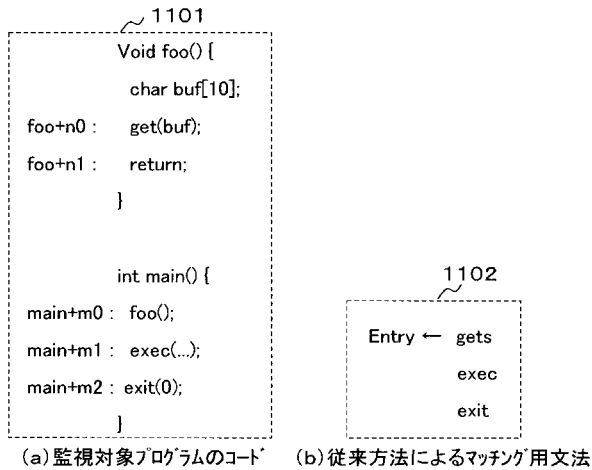 1101
Void foo() {
char buf[10];
foo+n0 : get(buf);
foo+n1 : return;
}
int main() {
main+m0 : foo();
main+m1 : exec(...);
main+m2 : exit(0);
}
(a)監視対象プログラムのコード
1102
Entry ← gets
exec
exit
(b)従来方法によるマッチング用文法